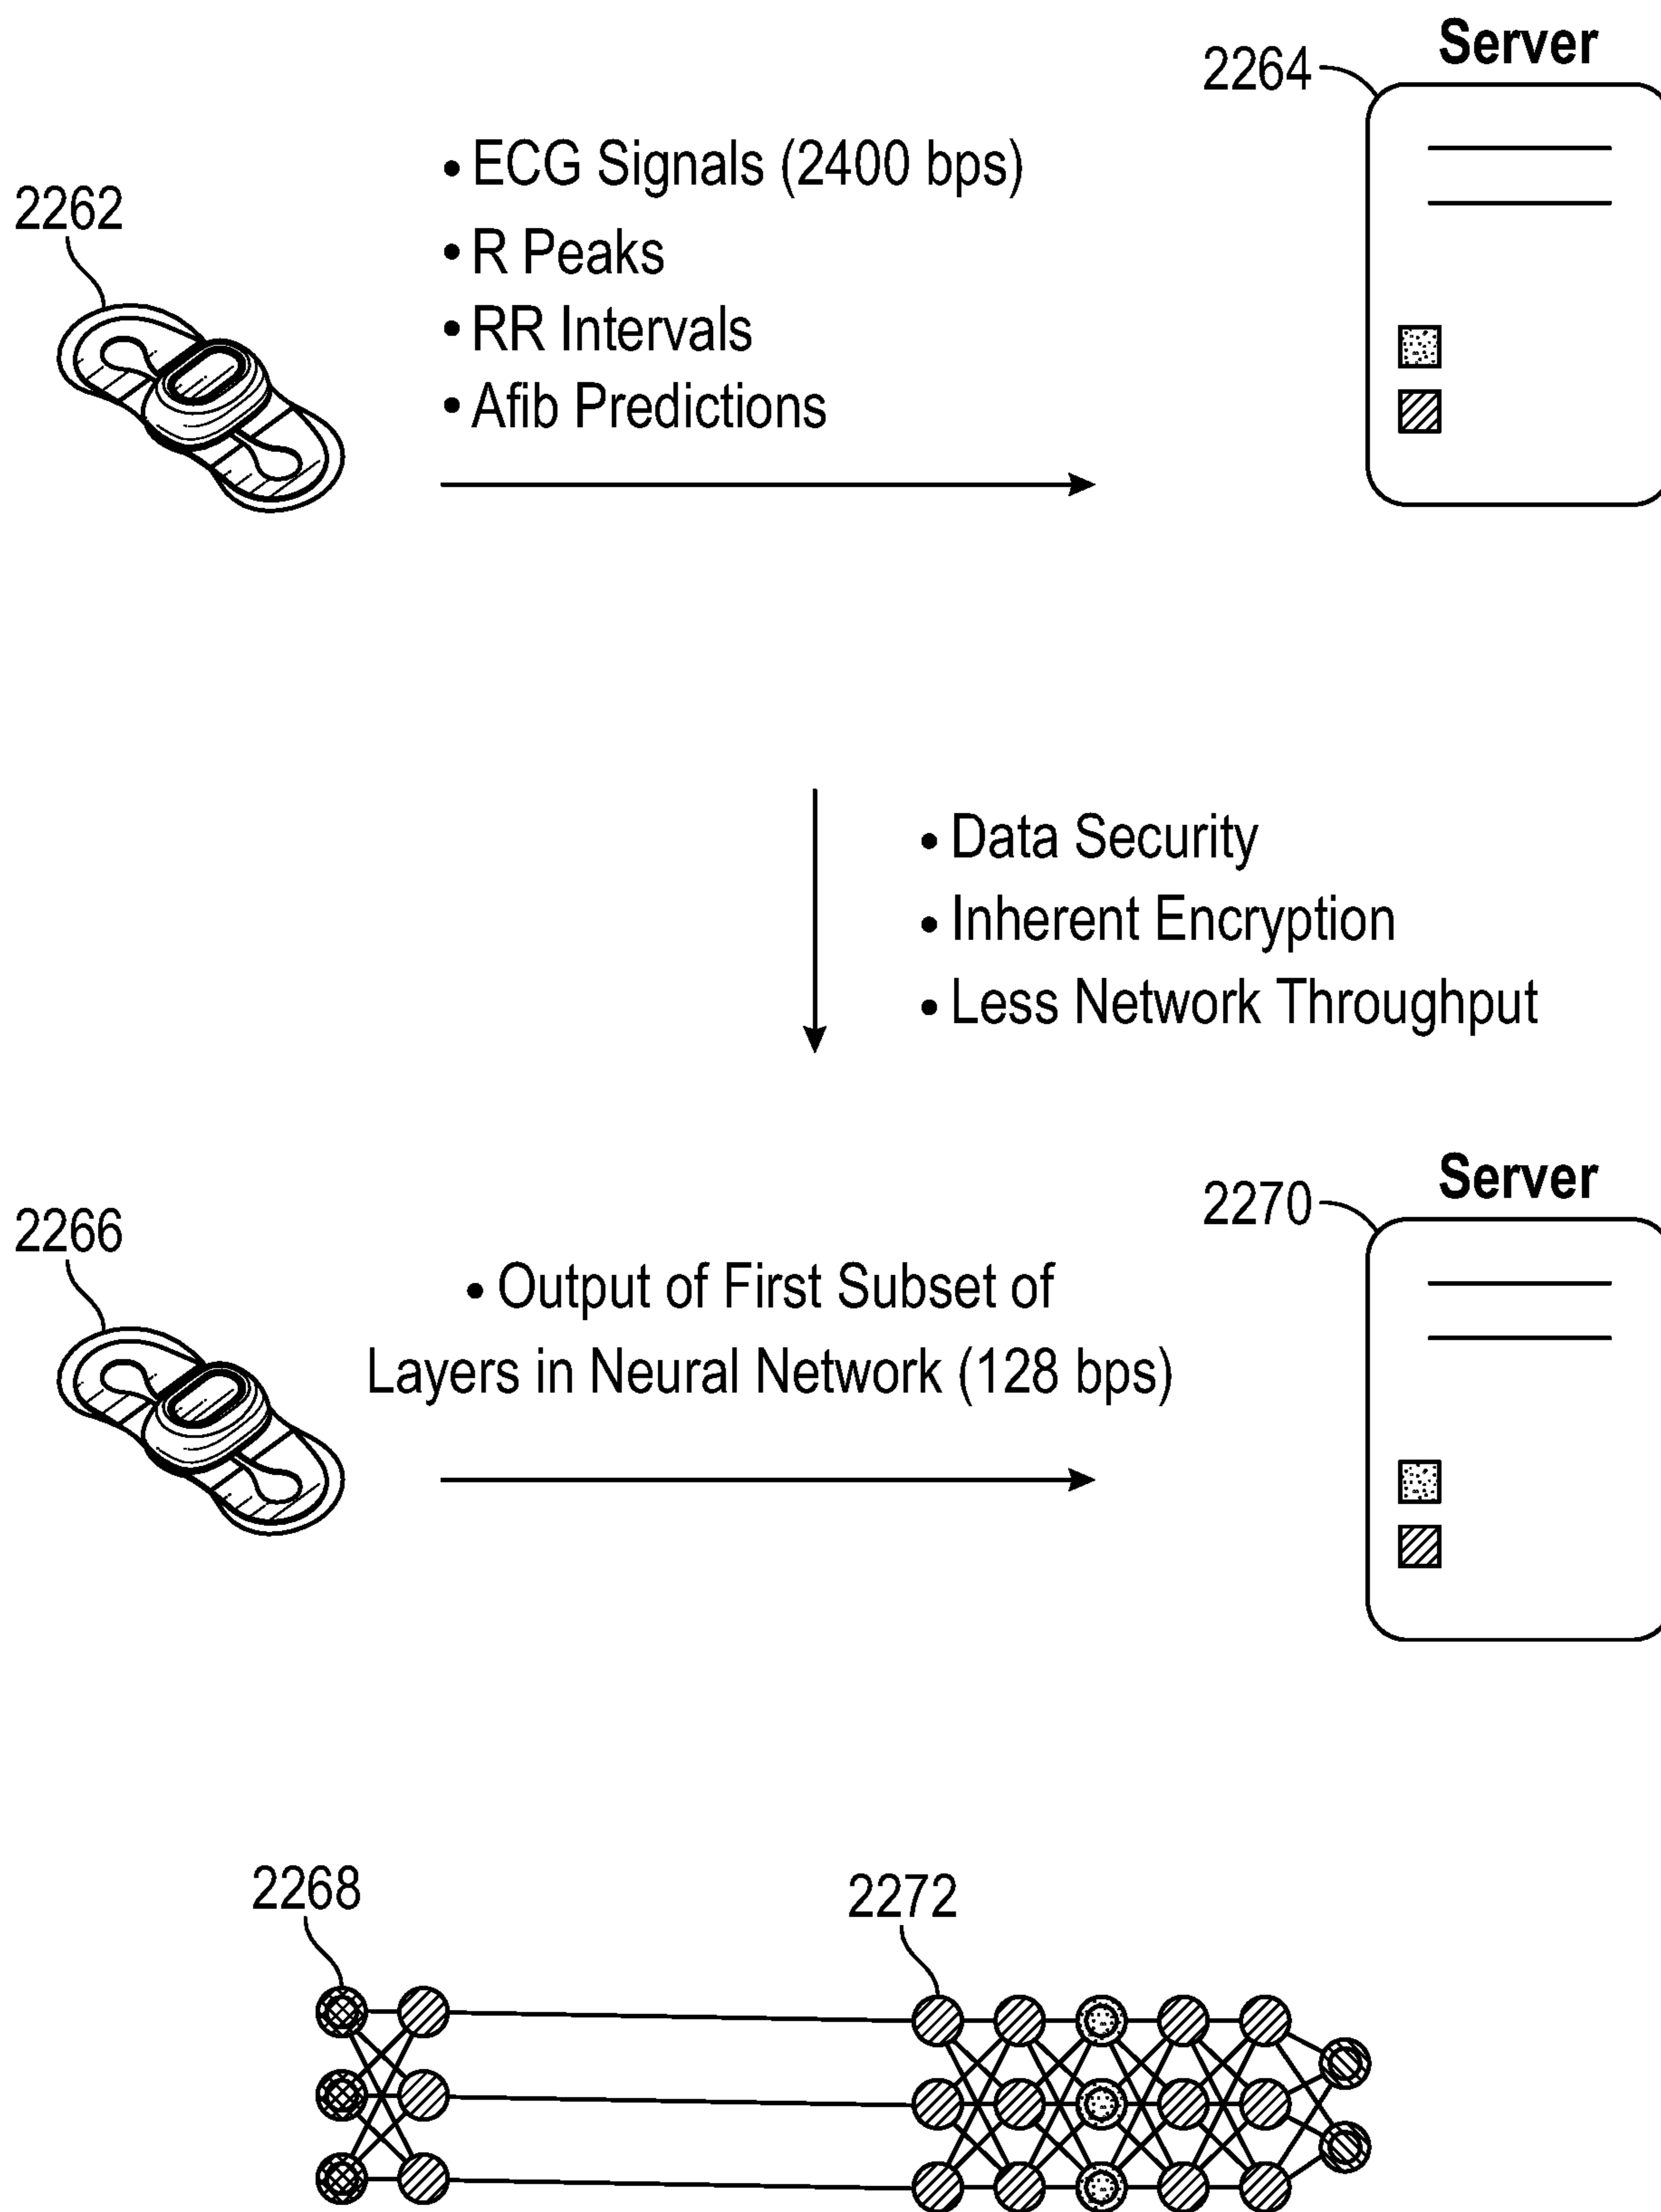 Server
2264
• ECG Signals (2400 bps)
2262
• R Peaks
• RR Intervals
• Afib Predictions
• Data Security
• Inherent Encryption
• Less Network Throughput
Server
2270
2266
• Output of First Subset of
Layers in Neural Network (128 bps)
2268
2272